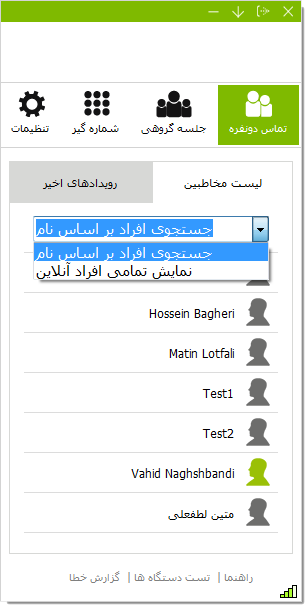 تماس دونفره
جلسه گروهی
شماره گیر
تنظیمات
لیست مخاطبین
رویدادهای اخیر
جستجوی افراد بر اساس نام
جستجوی افراد بر اساس نام
نمایش تمامی افراد آنلاین
Hossein Bagheri
Matin Lotfali
Test1
Test2
Vahid Naghshbandi
متین لطفعلی
راهنما | تست دستگاه ها | گزارش خطا